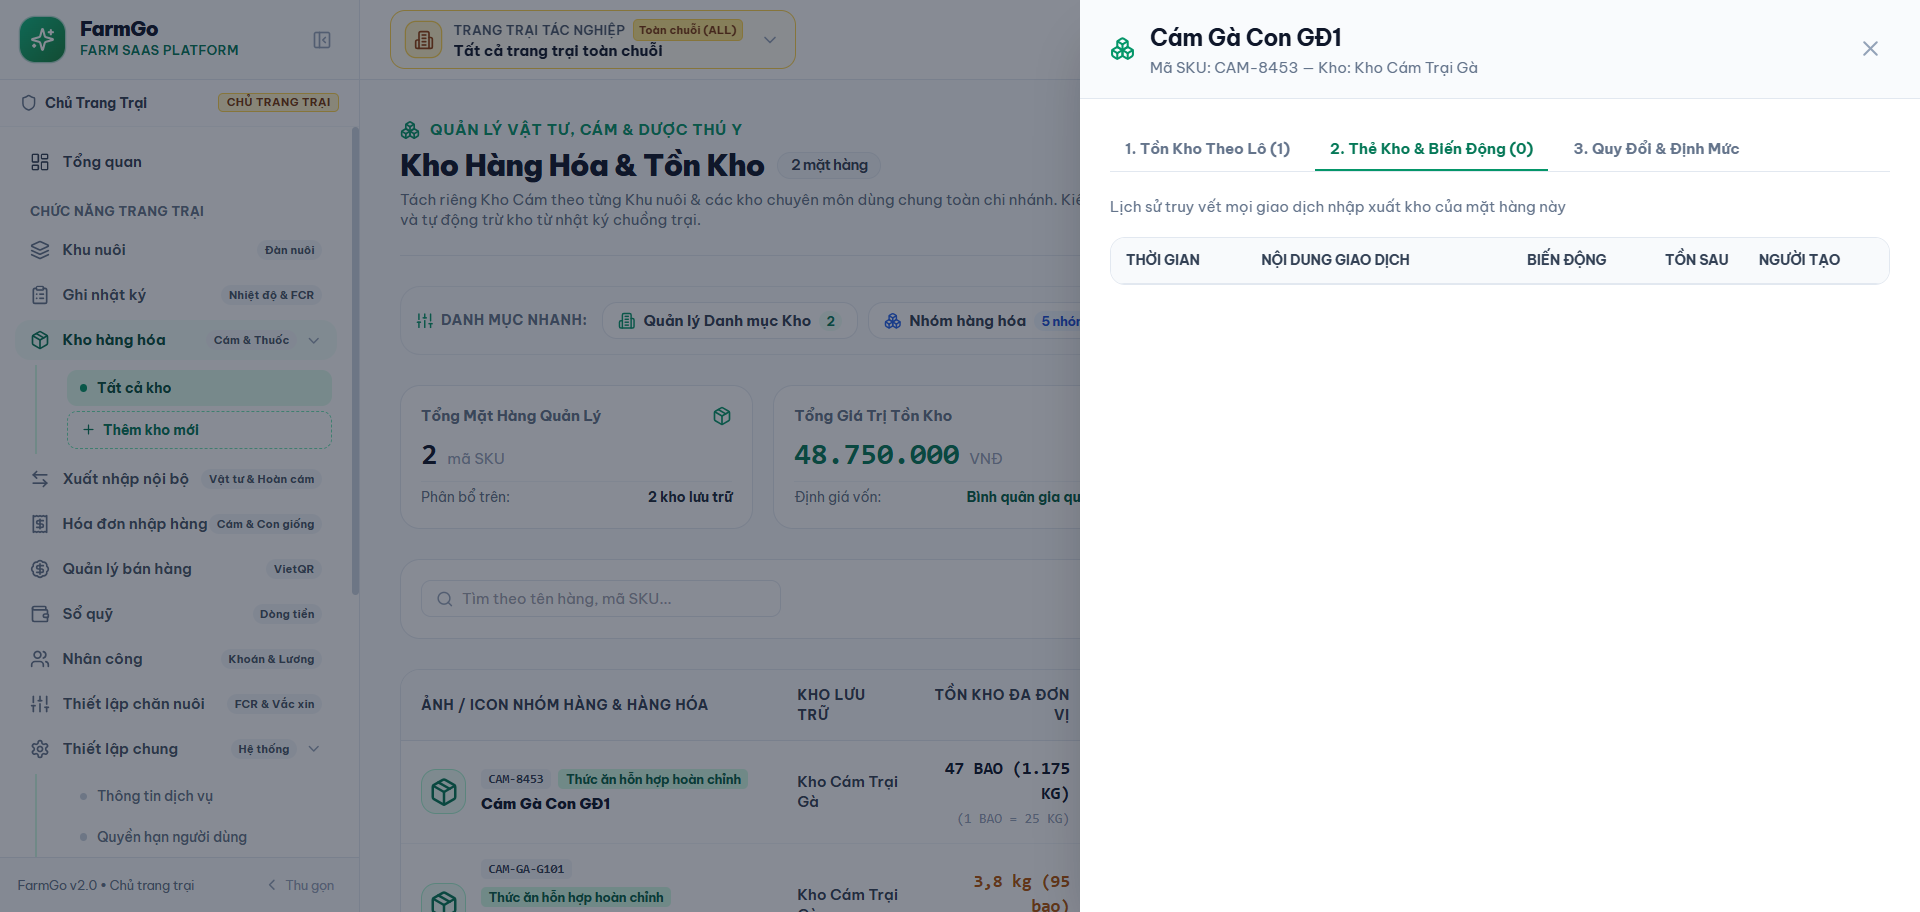 FarmGo
FARM SAAS PLATFORM
Chủ Trang Trại
CHỦ TRANG TRẠI
Tổng quan
CHỨC NĂNG TRANG TRẠI
Khu nuôi
Đàn nuôi
Ghi nhật ký
Nhiệt độ & FCR
Kho hàng hóa
Cám & Thuốc
Tất cả kho
Thêm kho mới
Xuất nhập nội bộ
Vật tư & Hoàn cám
Hóa đơn nhập hàng
Cám & Con giống
Quản lý bán hàng
VietQR
Sổ quỹ
Dòng tiền
Nhân công
Khoán & Lương
Thiết lập chăn nuôi
FCR & Vắc xin
Thiết lập chung
Hệ thống
Thông tin dịch vụ
Quyền hạn người dùng
FarmGo v2.0 • Chủ trang trại
Thu gọn
TRANG TRẠI TÁC NGHIỆP
Toàn chuỗi (ALL)
Tất cả trang trại toàn chuỗi
QUẢN LÝ VẬT TƯ, CÁM & DƯỢC THÚ Y
Kho Hàng Hóa & Tồn Kho
2 mặt hàng
Tách riêng Kho Cám theo từng Khu nuôi & các kho chuyên môn dùng chung toàn chi nhánh.
và tự động trừ kho từ nhật ký chuồng trại.
DANH MỤC NHANH:
Quản lý Danh mục Kho
2
Nhóm hàng hóa
5
Tổng Mặt Hàng Quản Lý
2 mã SKU
Phân bổ trên:
2 kho lưu trữ
Tổng Giá Trị Tồn Kho
48.750.000 VNĐ
Định giá vốn:
Bình quân gia
Tìm theo tên hàng, mã SKU...
ẢNH / ICON NHÓM HÀNG & HÀNG HÓA
KHO LƯU
TRỮ
TỒN KHO ĐA ĐƠN
VỊ
CAM-8453
Thức ăn hỗn hợp hoàn chỉnh
Cám Gà Con GĐ1
Kho Cám Trại
Gà
47 BAO (1.175
KG)
(1 BAO = 25 KG)
CAM-GA-G101
Thức ăn hỗn hợp hoàn chỉnh
Kho Cám Trại
3,8 kg (95
bao)
Cám Gà Con GĐ1
Mã SKU: CAM-8453 — Kho: Kho Cám Trại Gà
1. Tồn Kho Theo Lô (1)
2. Thẻ Kho & Biến Động (0)
3. Quy Đổi & Định Mức
Lịch sử truy vết mọi giao dịch nhập xuất kho của mặt hàng này
THỜI GIAN
NỘI DUNG GIAO DỊCH
BIẾN ĐỘNG
TỒN SAU
NGƯỜI TẠO